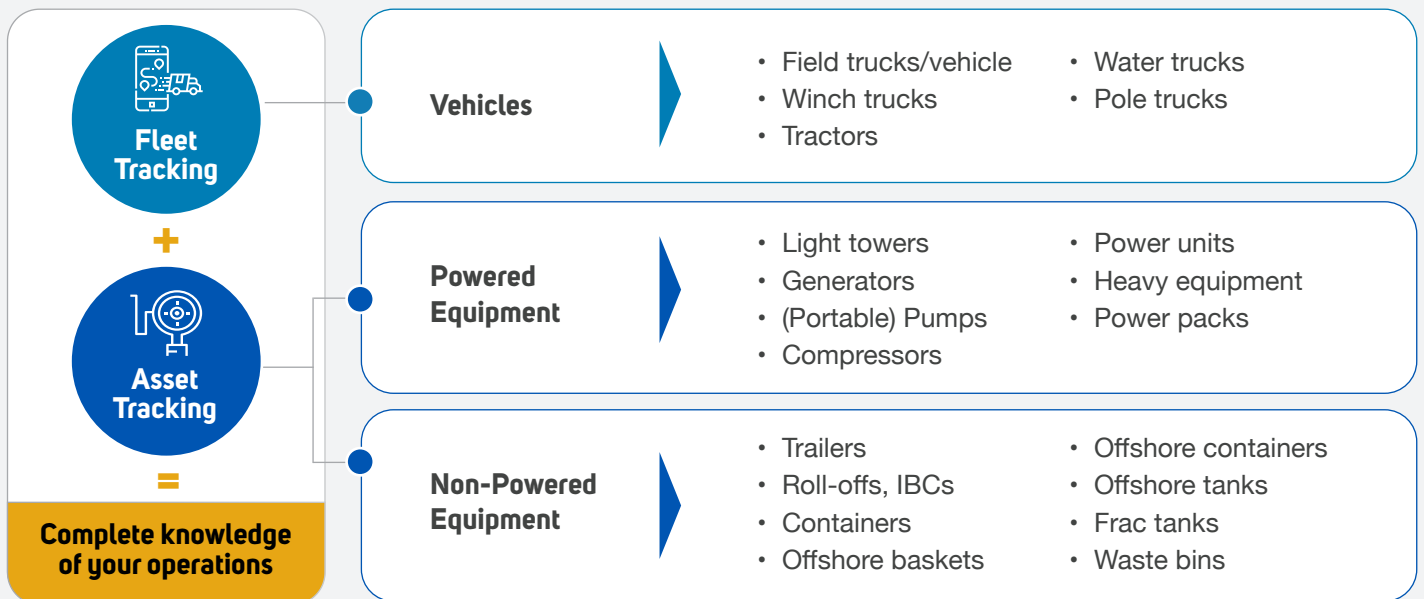 Fleet
Tracking
+
Asset
Tracking
=
Complete knowledge
of your operations
Vehicles
• Field trucks/vehicle
• Winch trucks
• Tractors
• Water trucks
• Pole trucks
Powered
Equipment
• Light towers
• Generators
• (Portable) Pumps
• Compressors
• Power units
• Heavy equipment
• Power packs
Non-Powered
Equipment
• Trailers
• Roll-offs, IBCs
• Containers
• Offshore baskets
• Offshore containers
• Offshore tanks
• Frac tanks
• Waste bins